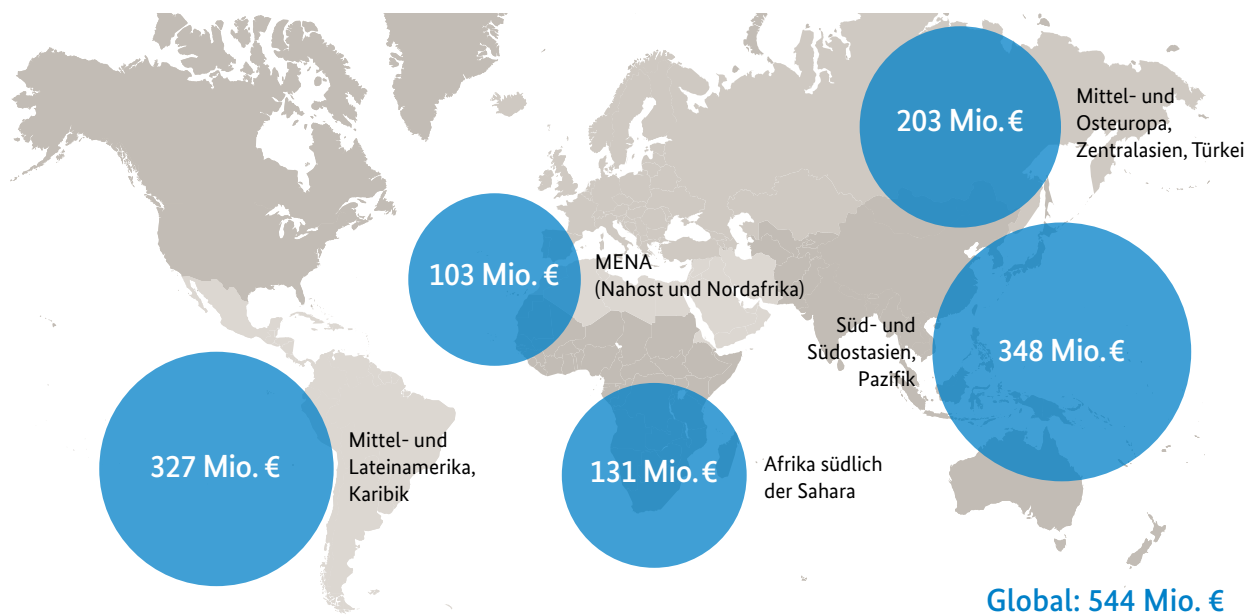 203 Mio. €
Mittel- und
Osteuropa,
Zentralasien, Türkei
103 Mio. €
MENA
(Nahost und Nordafrika)
Süd- und
Südostasien,
Pazifik
348 Mio. €
327 Mio. €
Mittel- und
Lateinamerika,
Karibik
131 Mio. €
Afrika südlich
der Sahara
Global: 544 Mio. €